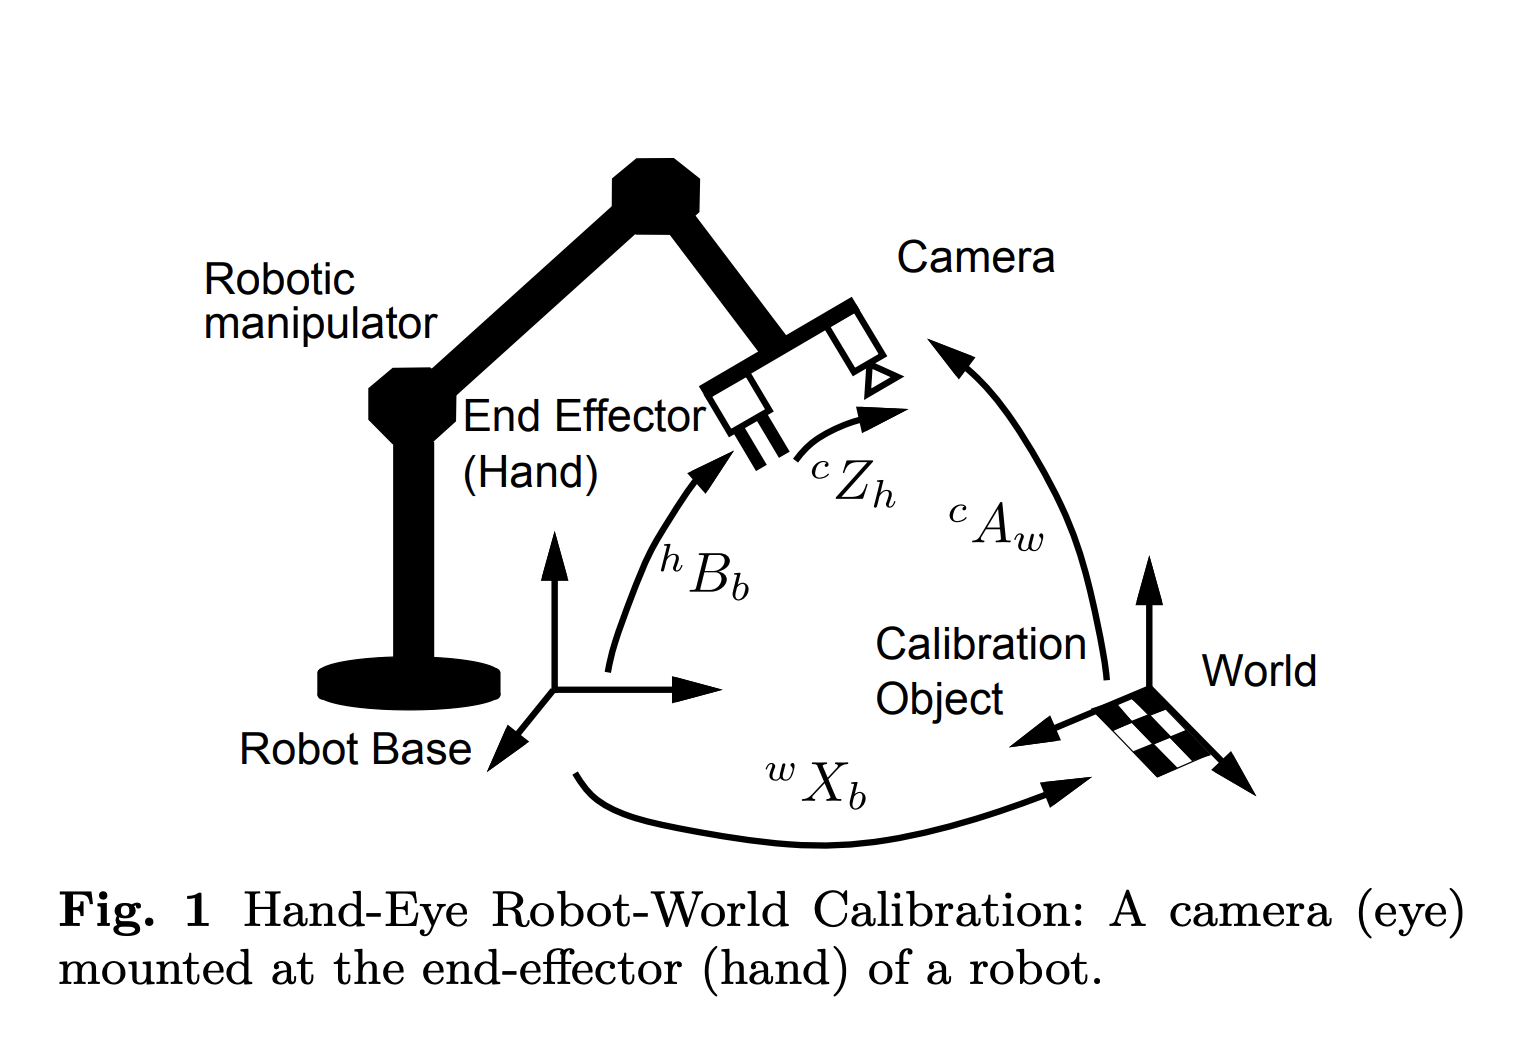 Camera
Robotic
manipulator
End Effector
(Hand)
$^{c}Z_{h}$
$^{c}A_{w}$
$^{h}B_{b}$
Calibration
Object
World
Robot Base
$^{w}X_{b}$
Fig. 1 Hand-Eye Robot-World Calibration: A camera (eye)
mounted at the end-effector (hand) of a robot.